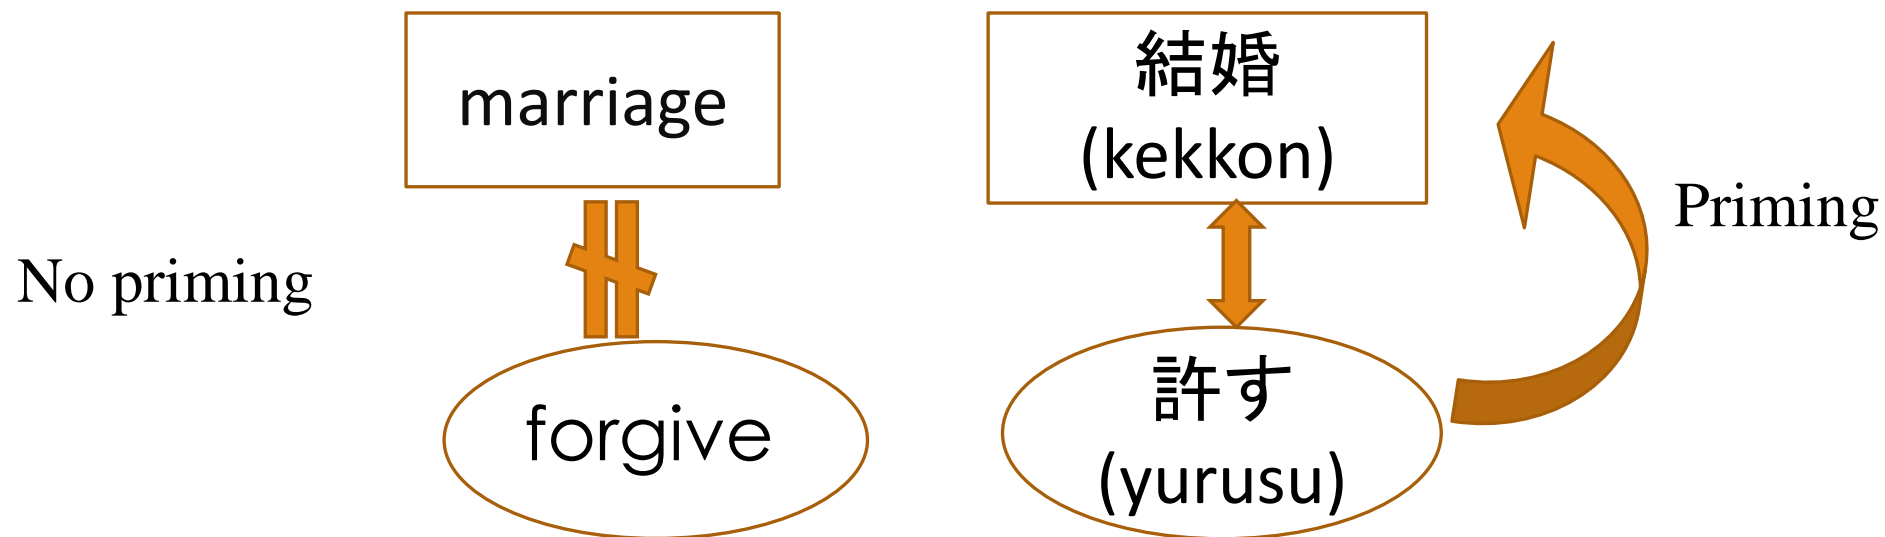 marriage
結婚
(kekkon)
Priming
No priming
forgive
許す
(yurusu)